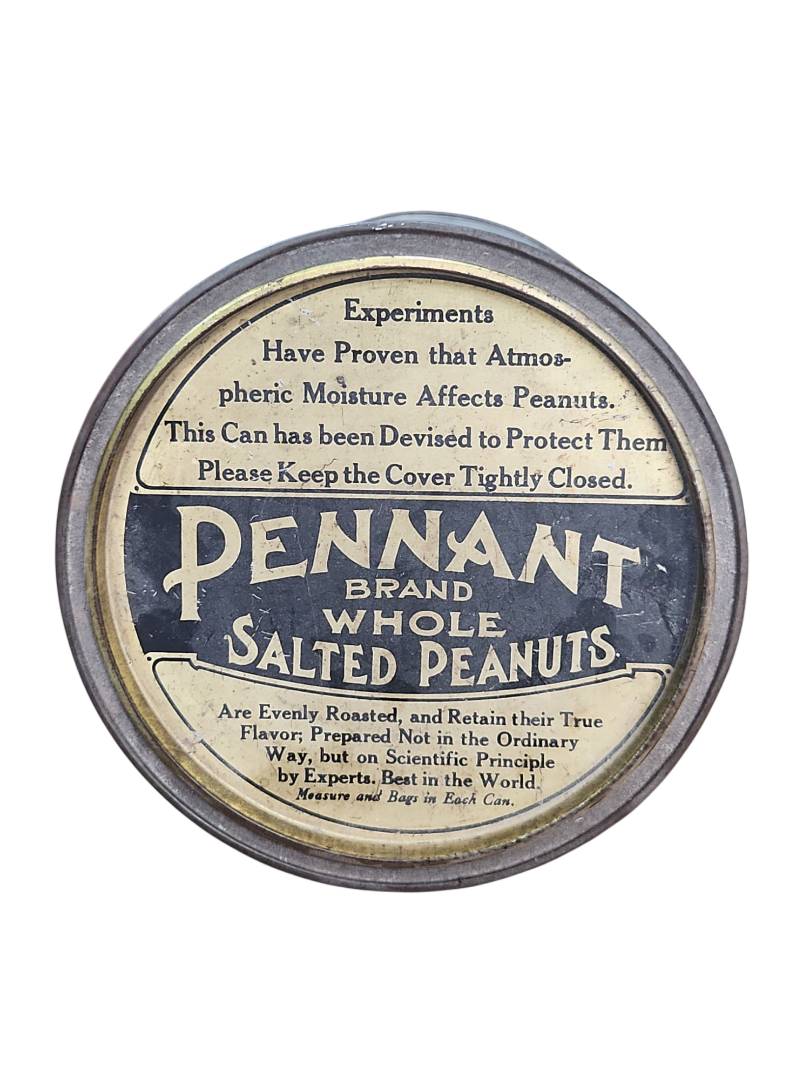 Experiments
Have Proven that Atmos-
pheric Moisture Affects Peanuts.
This Can has been Devised to Protect Them
Please Keep the Cover Tightly Closed.
PENNANT
BRAND
WHOLE
SALTED PEANUTS.
Are Evenly Roasted, and Retain their True
Flavor; Prepared Not in the Ordinary
Way, but on Scientific Principle
by Experts. Best in the World.
Measure and Bags in Each Can.